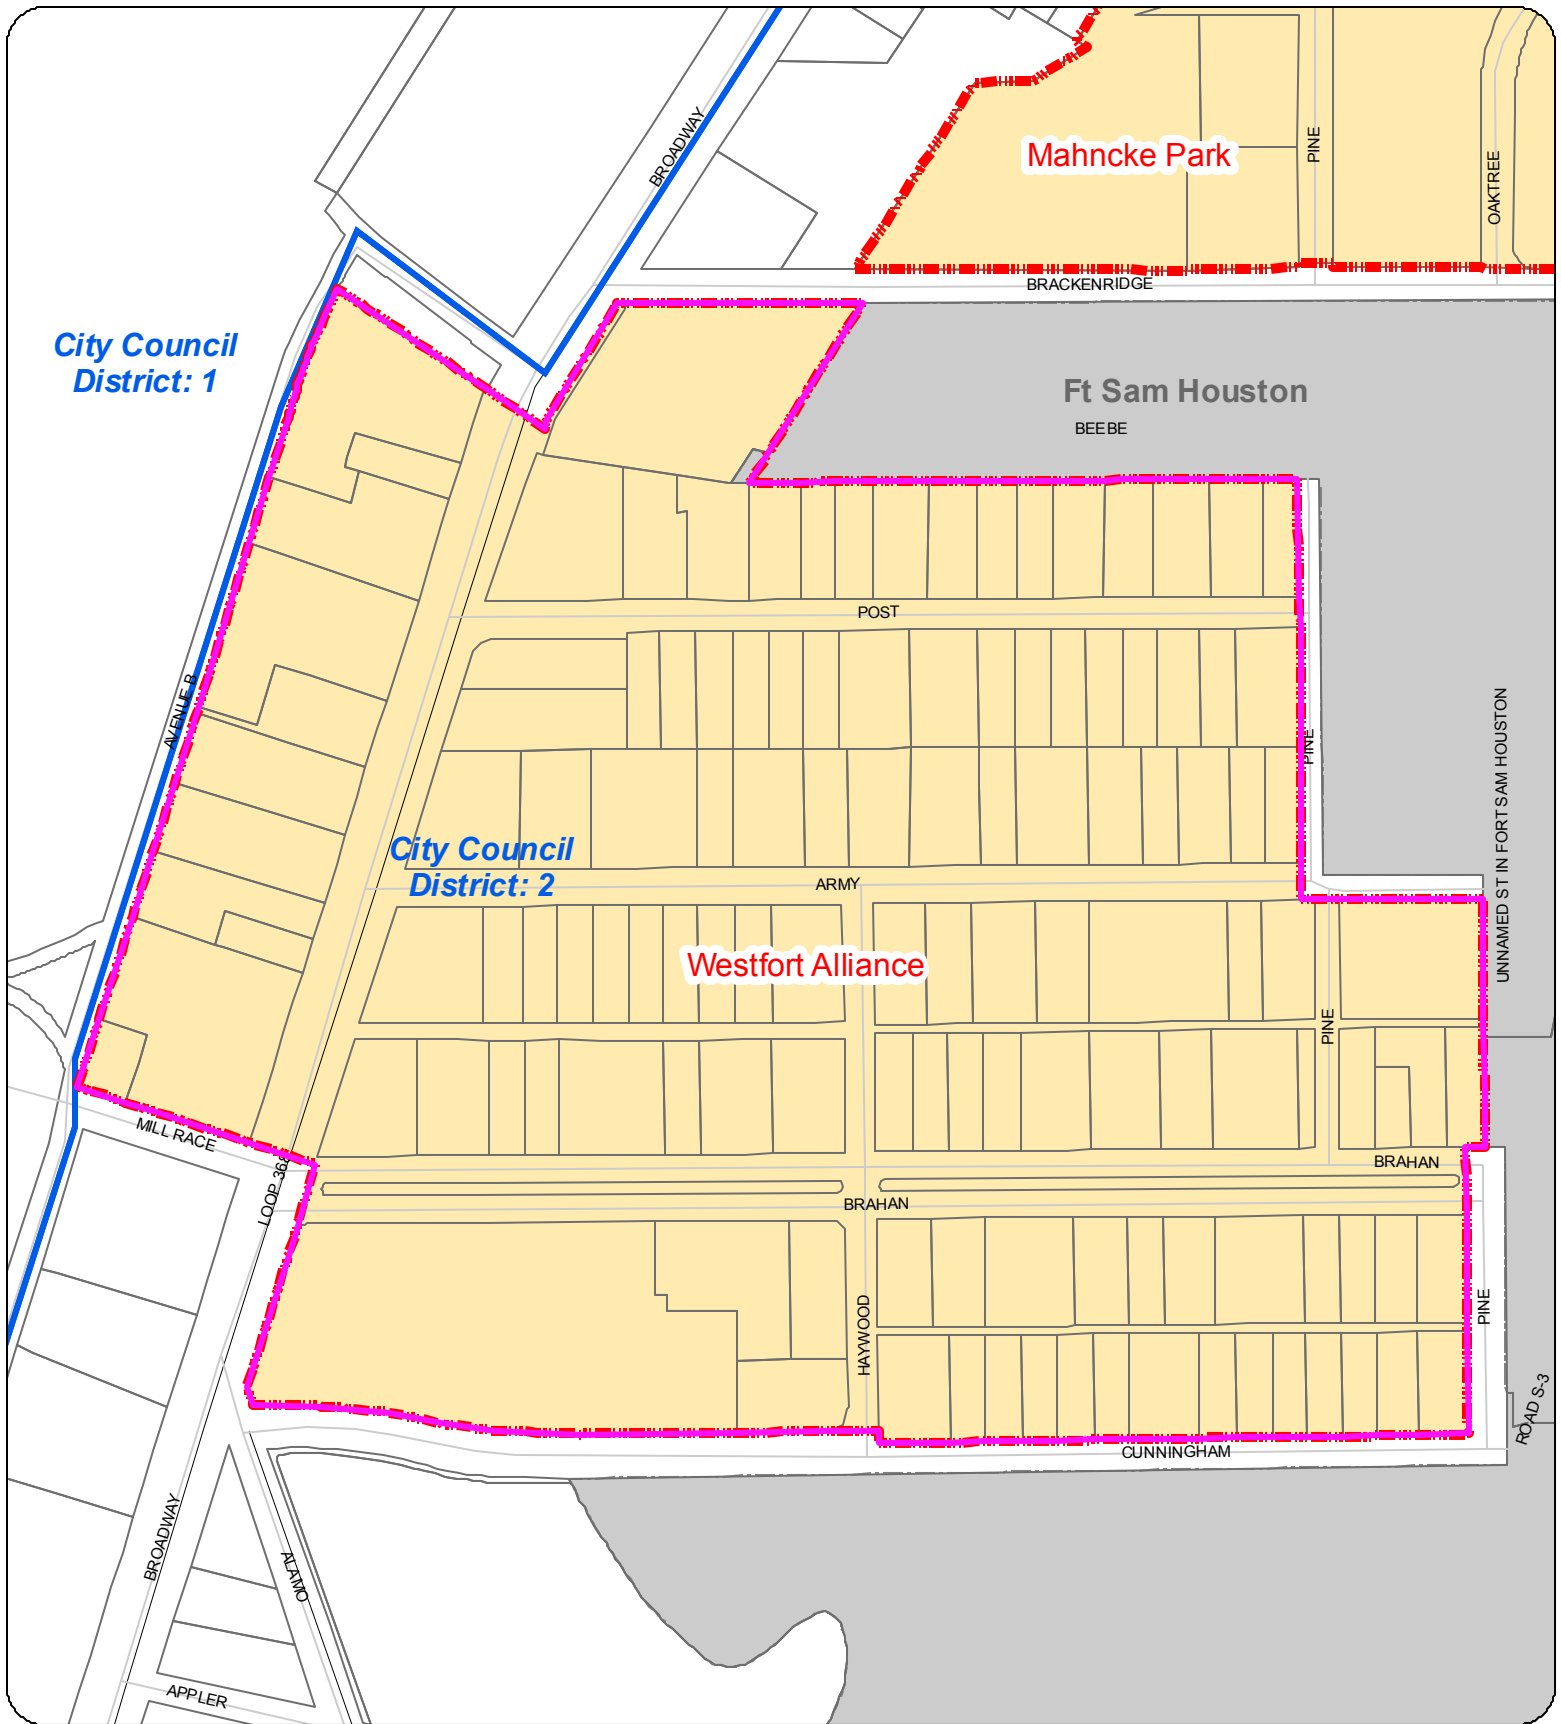 BROADWAY
Mahncke Park
PINE
OAKTREE
BRACKENRIDGE
City Council
District: 1
Ft Sam Houston
BEEBE
POST
AVENUE B
PINE
UNNAMED ST IN FORT SAM HOUSTON
City Council
District: 2
ARMY
Westfort Alliance
PINE
MILL RACE
LOOP 368
BRAHAN
BRAHAN
HAYWOOD
PINE
ROAD S-3
CUNNINGHAM
BROADWAY
ALAMO
APPLER